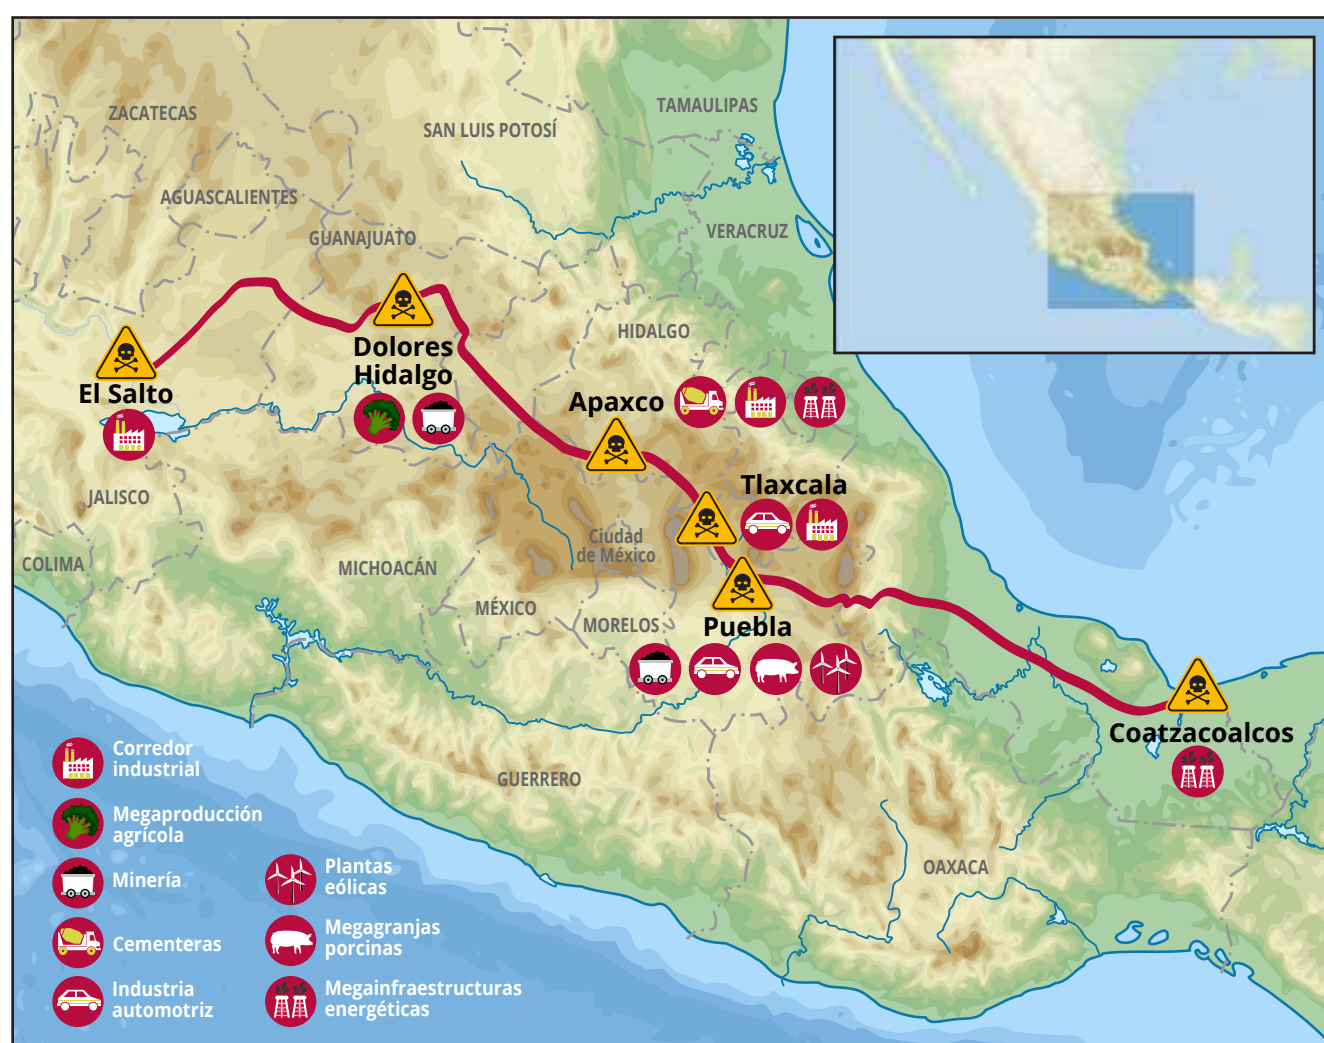 ZACATECAS
SAN LUIS POTOSÍ
TAMAULIPAS
AGUASCALIENTES
GUANAJUATO
VERACRUZ
HIDALGO
Dolores
Hidalgo
El Salto
Apaxco
Tlaxcala
JALISCO
Ciudad
de México
COLIMA
MICHOACÁN
MÉXICO
MORELOS
Puebla
Coatzacoalcos
GUERRERO
OAXACA
Corredor
industrial
Megaproducción
agrícola
Minería
Cementeras
Industria
automotriz
Plantas
eólicas
Megagranjas
porcinas
Megainfraestructuras
energéticas